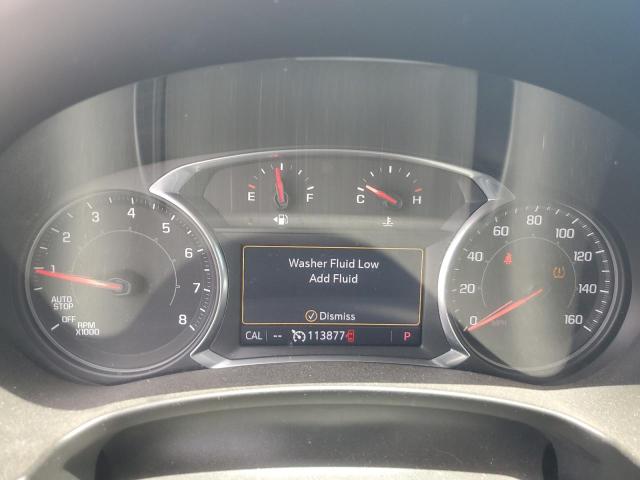 E F
C H
1 2 3 4 5 6 7 8
AUTO
STOP
OFF
RPM
X1000
Washer Fluid Low
Add Fluid
Dismiss
CAL -- 113877 P
0 20 40 60 80 100 120 140 160
MPH